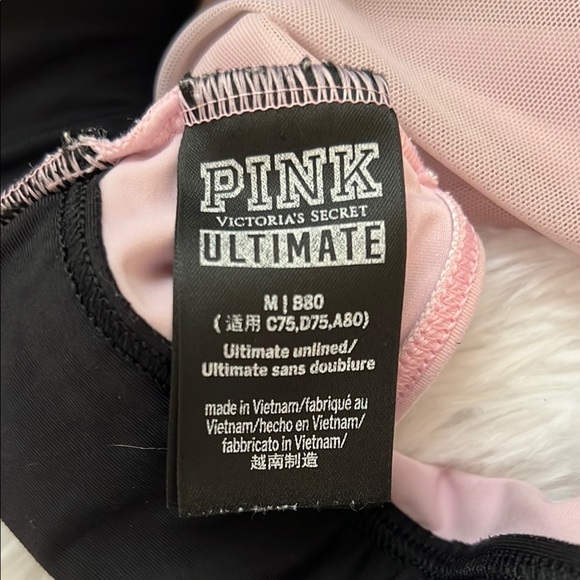 PINK
VICTORIA'S SECRET
ULTIMATE
M | B80
(适用 C75,D75,A80)
Ultimate unlined/
Ultimate sans doublure
made in Vietnam/fabriqué au
Vietnam/hecho en Vietnam/
fabbricato in Vietnam/
越南制造